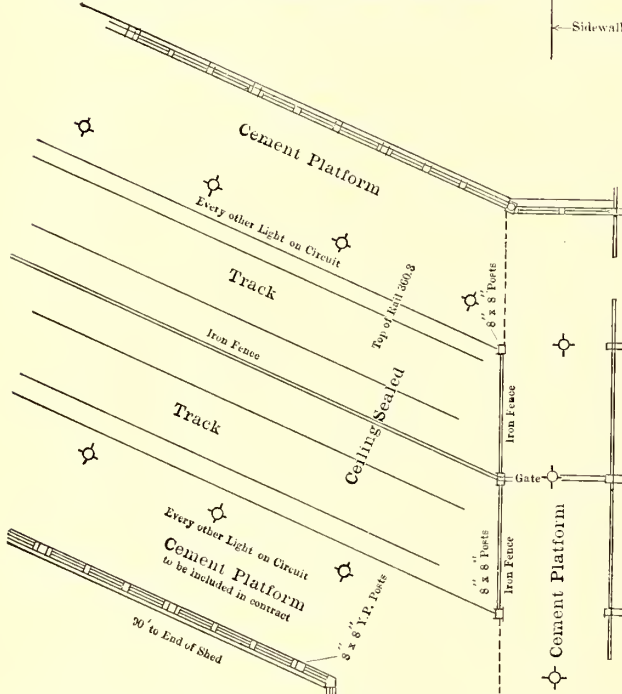 Sidewall
Cement Platform
Every other Light on Circuit
Track
Top of Rail 360.8
8" x 8" Posts
Iron Fence
Iron Fence
Track
Ceiling Sealed
Gate
Every other Light on Circuit
Cement Platform
to be included in contract
8" x 8" Posts
Iron Fence
Cement Platform
8" x 8" Y.P. Posts
90' to End of Shed